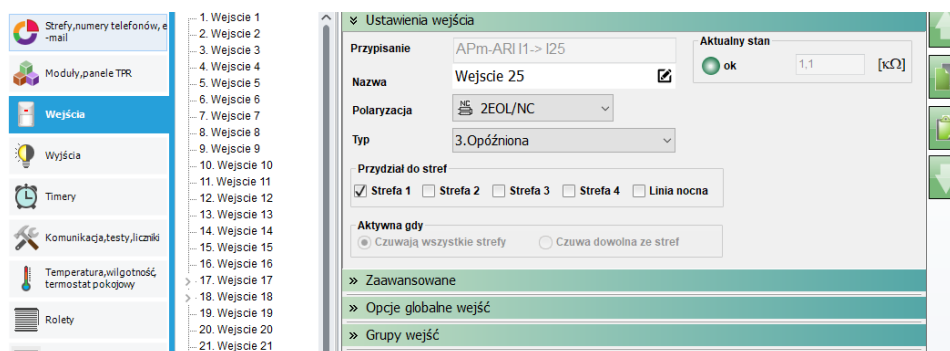 Strefy,numery telefonów, e
-mail
Moduły,panele TPR
Wejścia
Wyjścia
Timery
Komunikacja,testy,liczniki
Temperatura,wilgotność,
termostat pokojowy
Rolety
1. Wejscie 1
2. Wejscie 2
3. Wejscie 3
4. Wejscie 4
5. Wejscie 5
6. Wejscie 6
7. Wejscie 7
8. Wejscie 8
9. Wejscie 9
10. Wejscie 10
11. Wejscie 11
12. Wejscie 12
13. Wejscie 13
14. Wejscie 14
15. Wejscie 15
16. Wejscie 16
17. Wejscie 17
18. Wejscie 18
19. Wejscie 19
20. Wejscie 20
21. Wejscie 21
Ustawienia wejścia
Przypisanie APm-ARI I1-> I25
Nazwa Wejscie 25
Polaryzacja NC 2EOL/NC
Typ 3.Opóźniona
Aktualny stan
ok 1,1 [κΩ]
Przydział do stref
Strefa 1 Strefa 2 Strefa 3 Strefa 4 Linia nocna
Aktywna gdy
Czuwają wszystkie strefy Czuwa dowolna ze stref
Zaawansowane
Opcje globalne wejść
Grupy wejść